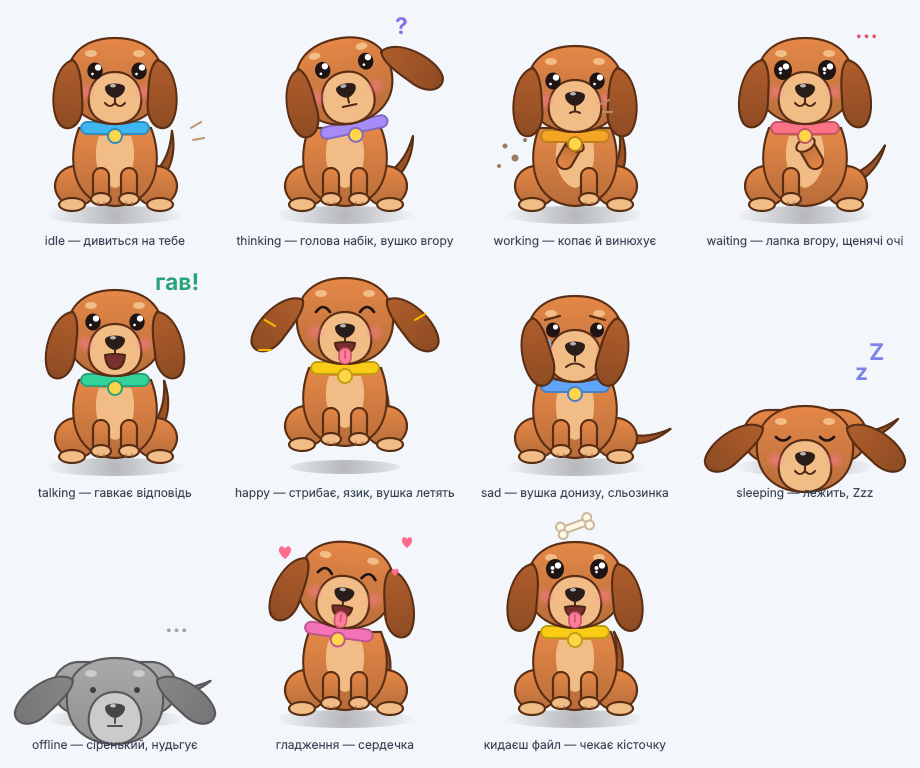 ?
...
idle — дивиться на тебе
thinking — голова набік, вушко вгору
working — копає й винюхує
waiting — лапка вгору, щенячі очі
гав!
Z
z
talking — гавкає відповідь
happy — стрибає, язик, вушка летять
sad — вушка донизу, сльозинка
sleeping — лежить, Zzz
...
offline — сіренький, нудьгує
гладження — сердечка
кидаєш файл — чекає кісточку